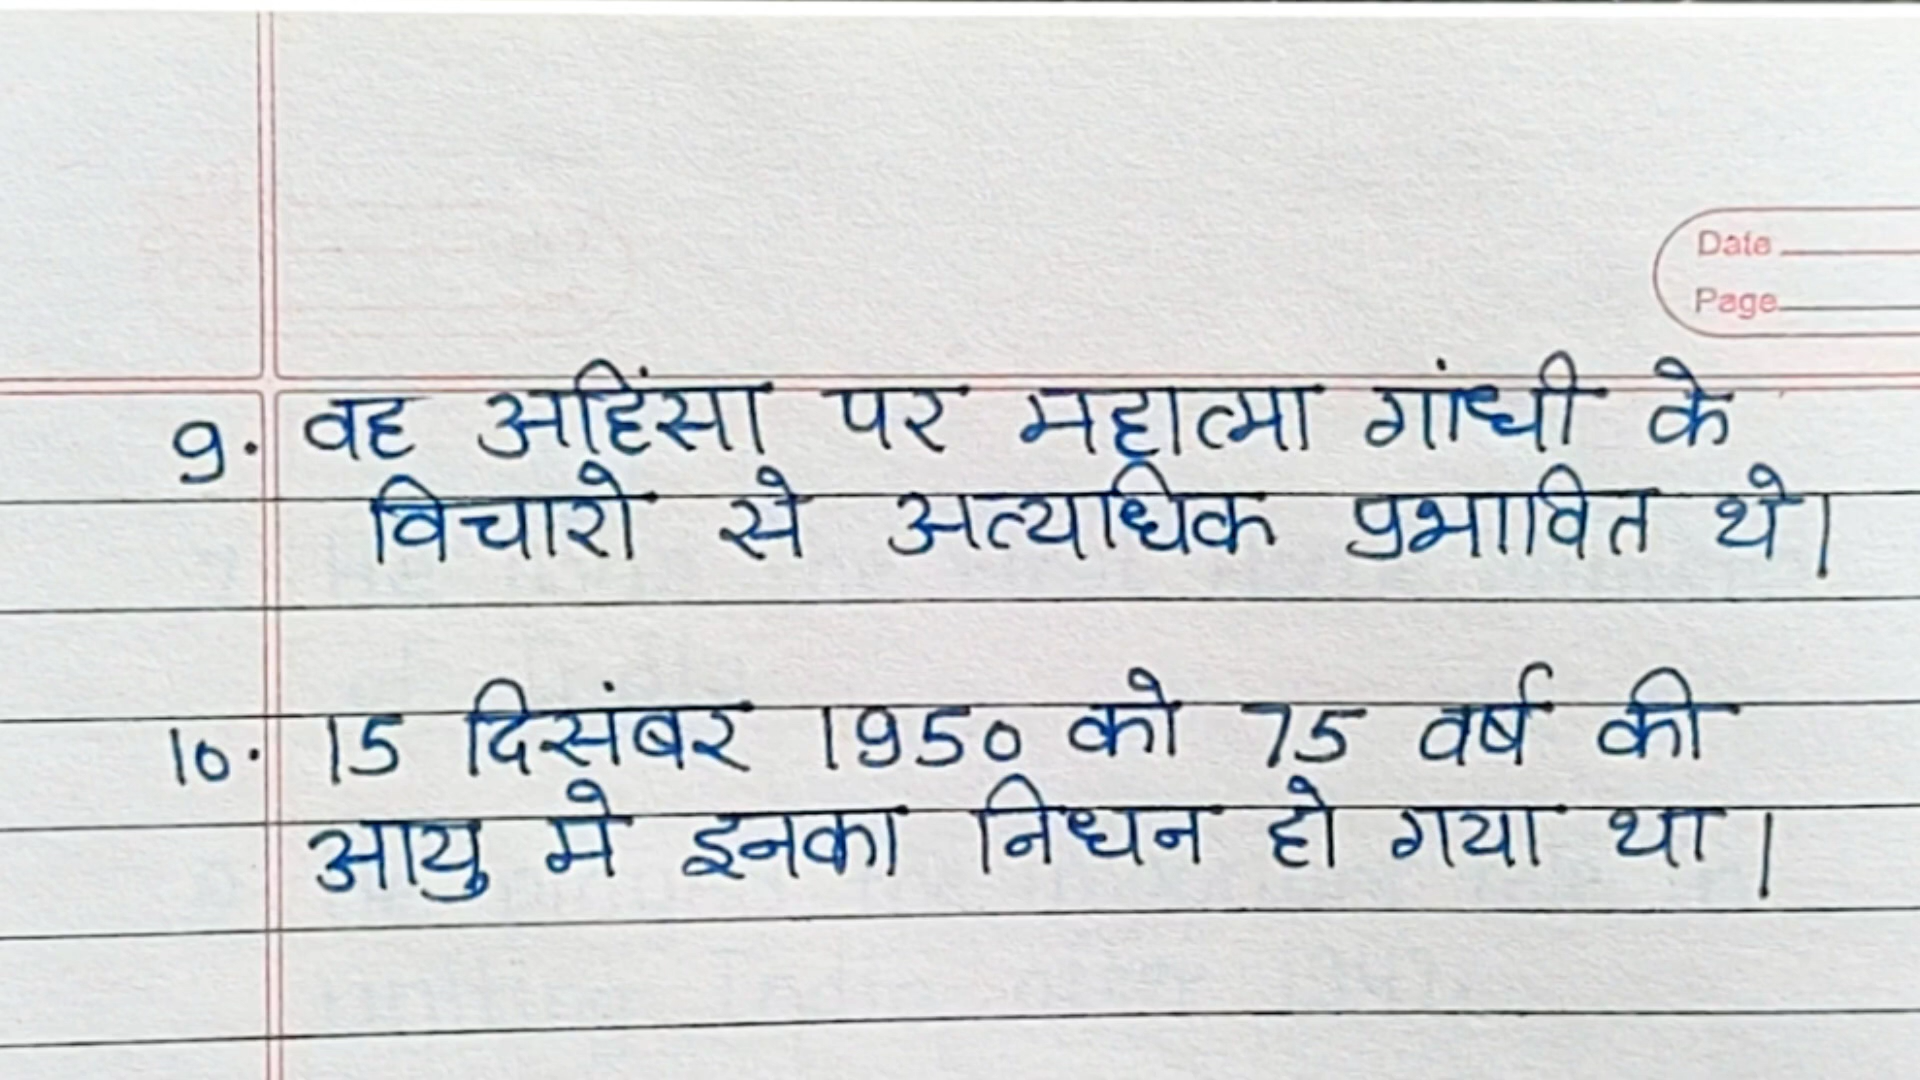 Date
Page
9. वह अहिंसा पर महात्मा गांधी के
विचारो से अत्याधिक प्रभावित थे।
10. 15 दिसंबर 1950 को 75 वर्ष की
आयु मे इनका निधन हो गया था।